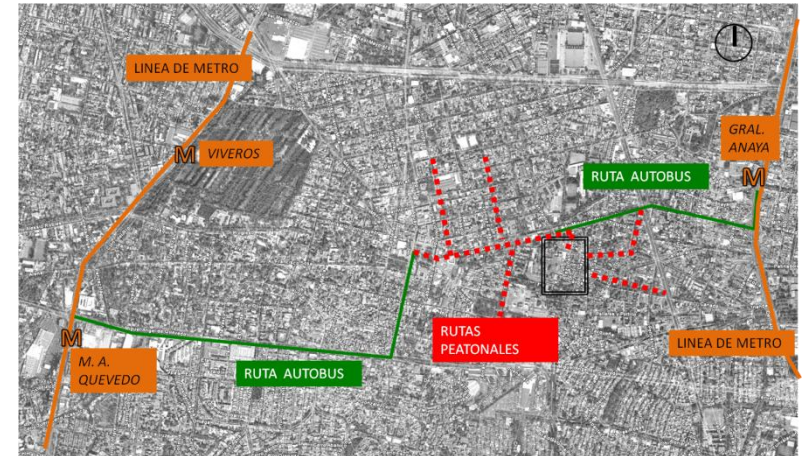 LINEA DE METRO
M
VIVEROS
GRAL.
ANAYA
M
RUTA AUTOBUS
M
M. A.
QUEVEDO
RUTA AUTOBUS
RUTAS
PEATONALES
LINEA DE METRO